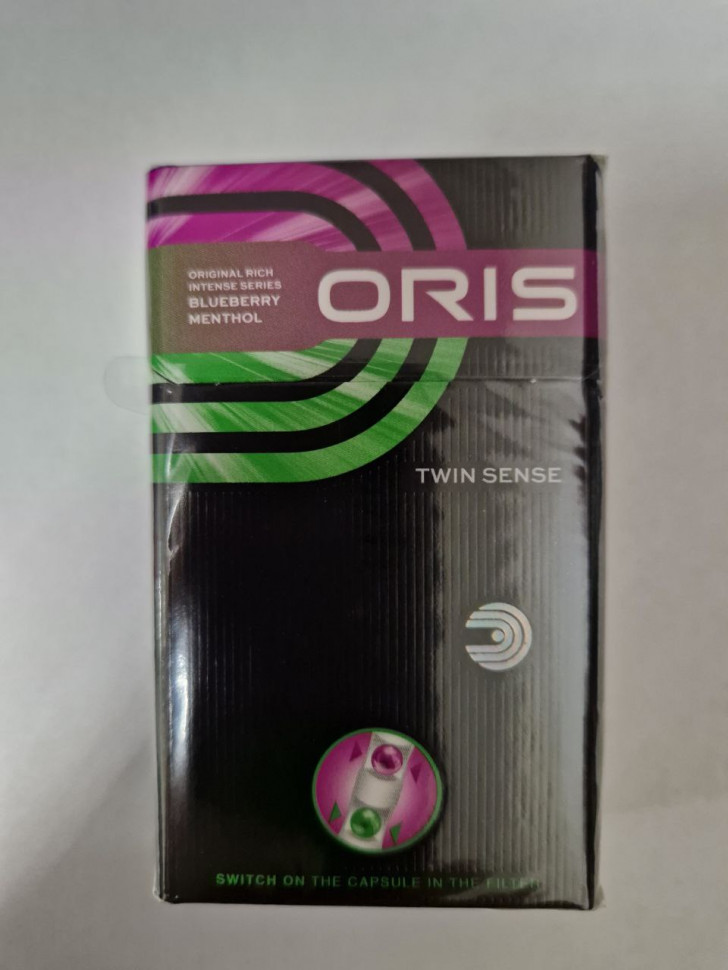 ORIGINAL RICH
INTENSE SERIES
BLUEBERRY
MENTHOL
ORIS
TWIN SENSE
SWITCH ON THE CAPSULE IN THE FILTER